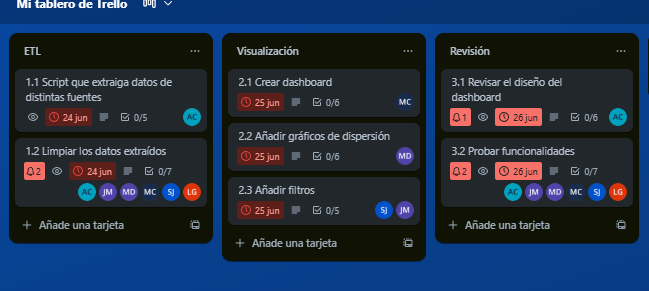 Mi tablero de Trello
ETL
1.1 Script que extraiga datos de
distintas fuentes
24 jun 0/5 AC
1.2 Limpiar los datos extraídos
2 24 jun 0/7
AC JM MD MC SJ LG
Añade una tarjeta
Visualización
2.1 Crear dashboard
25 jun 0/6 MC
2.2 Añadir gráficos de dispersión
25 jun 0/6 MD
2.3 Añadir filtros
25 jun 0/5 SJ JM
Añade una tarjeta
Revisión
3.1 Revisar el diseño del
dashboard
1 26 jun 0/6 AC
3.2 Probar funcionalidades
2 26 jun 0/7
AC JM MD MC SJ LG
Añade una tarjeta